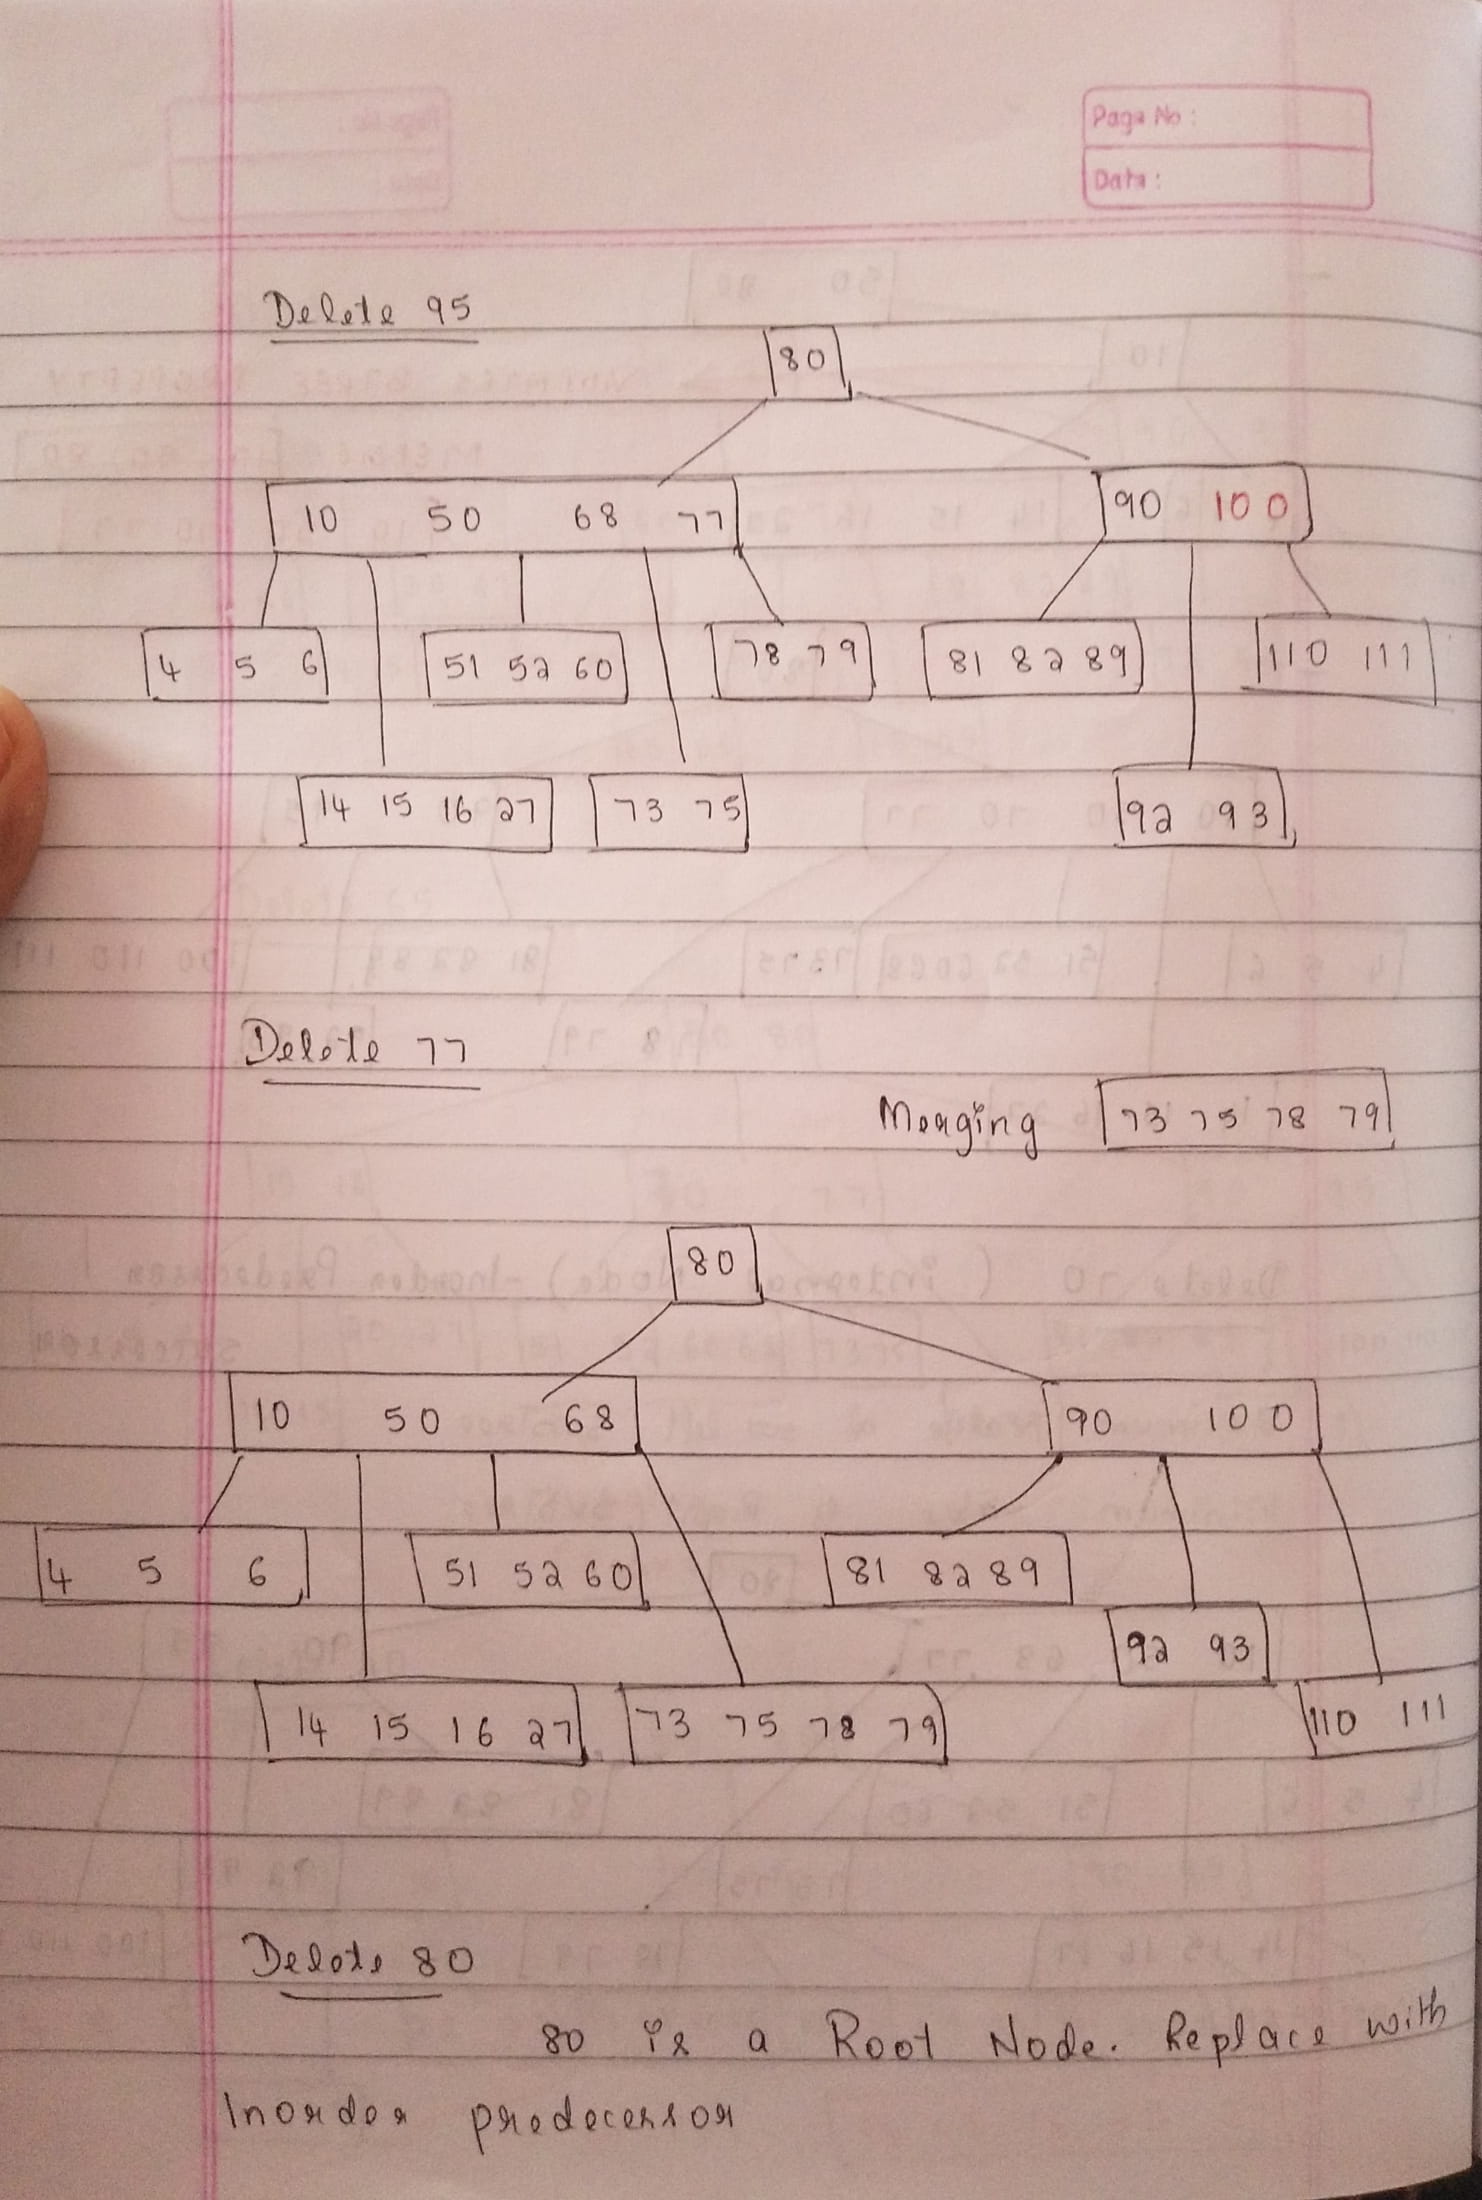 Page No :
Date :
Delete 95
80
10 50 68 77 90 100
4 5 6 51 52 60 78 79 81 82 89 110 111
14 15 16 27 73 75 92 93
Delete 77
Merging 73 75 78 79
80
10 50 68 90 100
4 5 6 51 52 60 81 82 89
92 93
14 15 16 27 73 75 78 79 110 111
Delete 80
80 is a Root Node. Replace with
Inorder predecessor